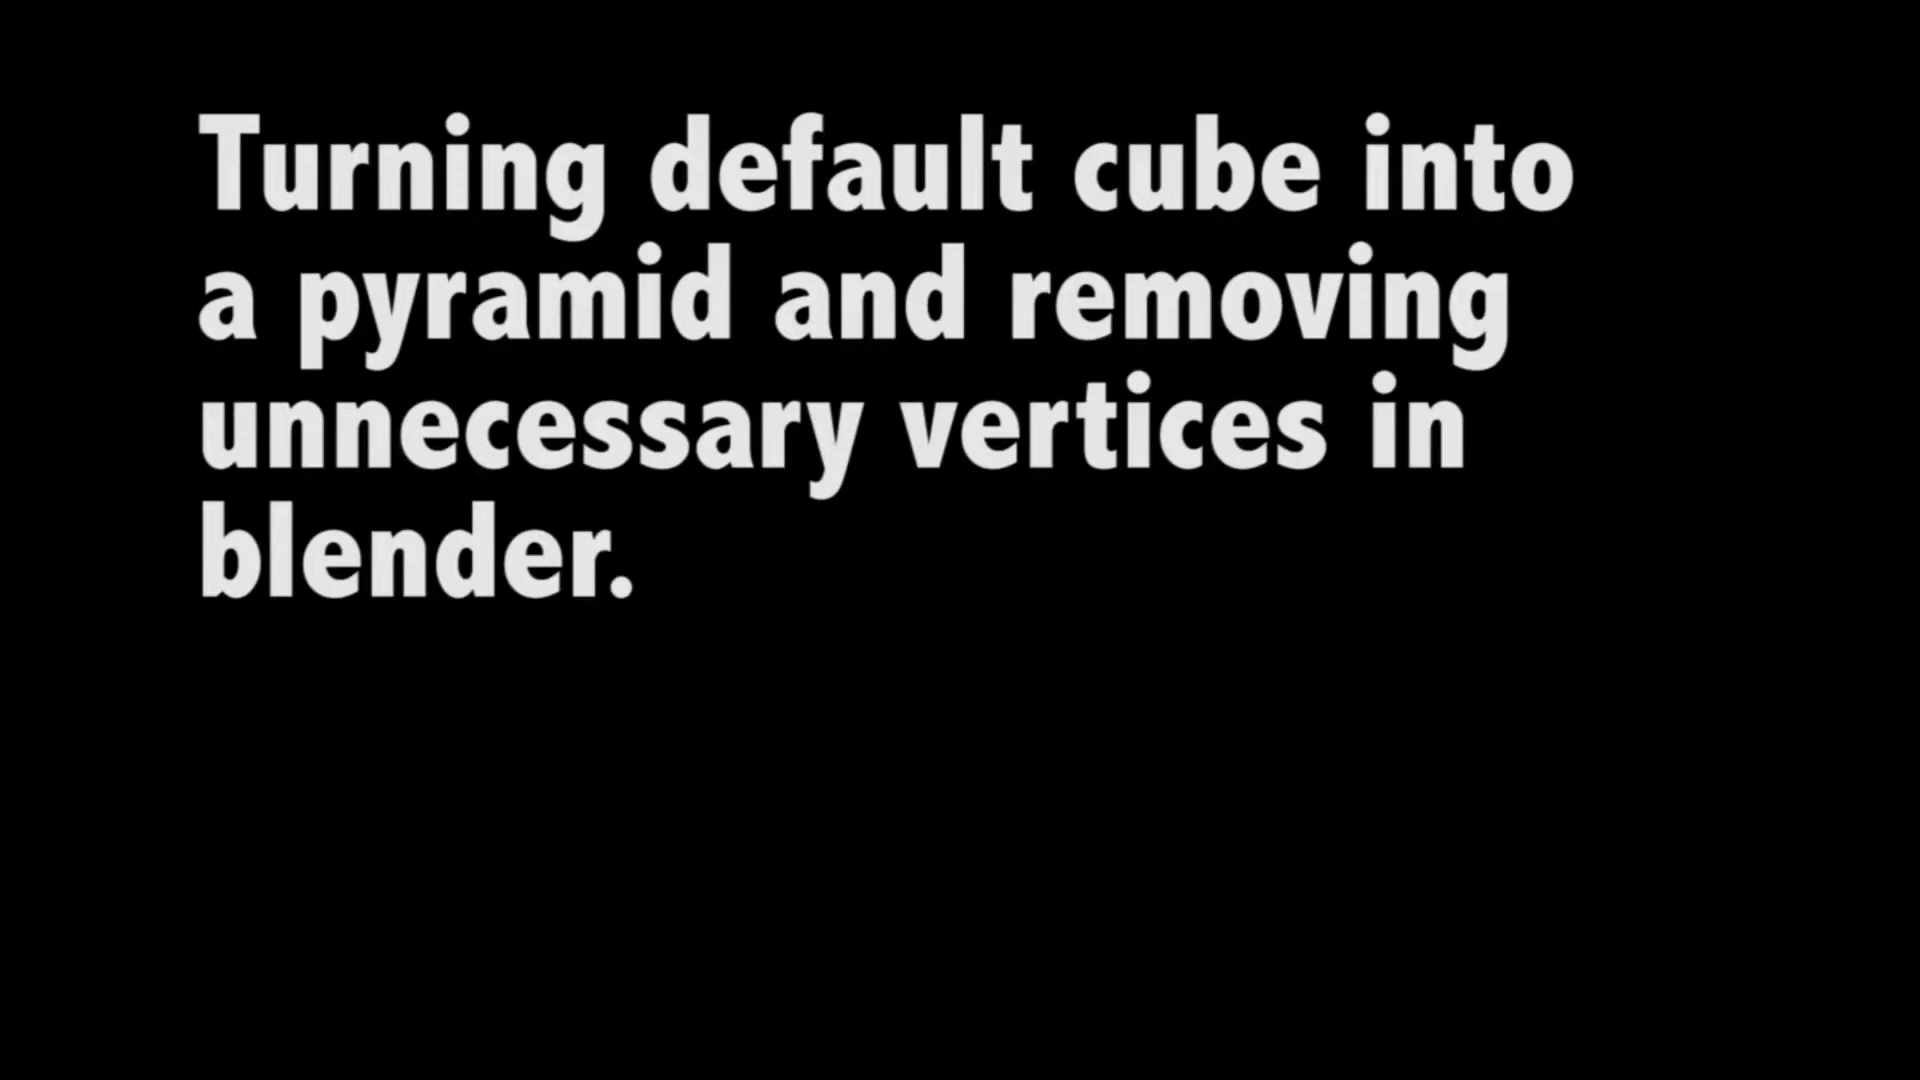 Turning default cube into
a pyramid and removing
unnecessary vertices in
blender.